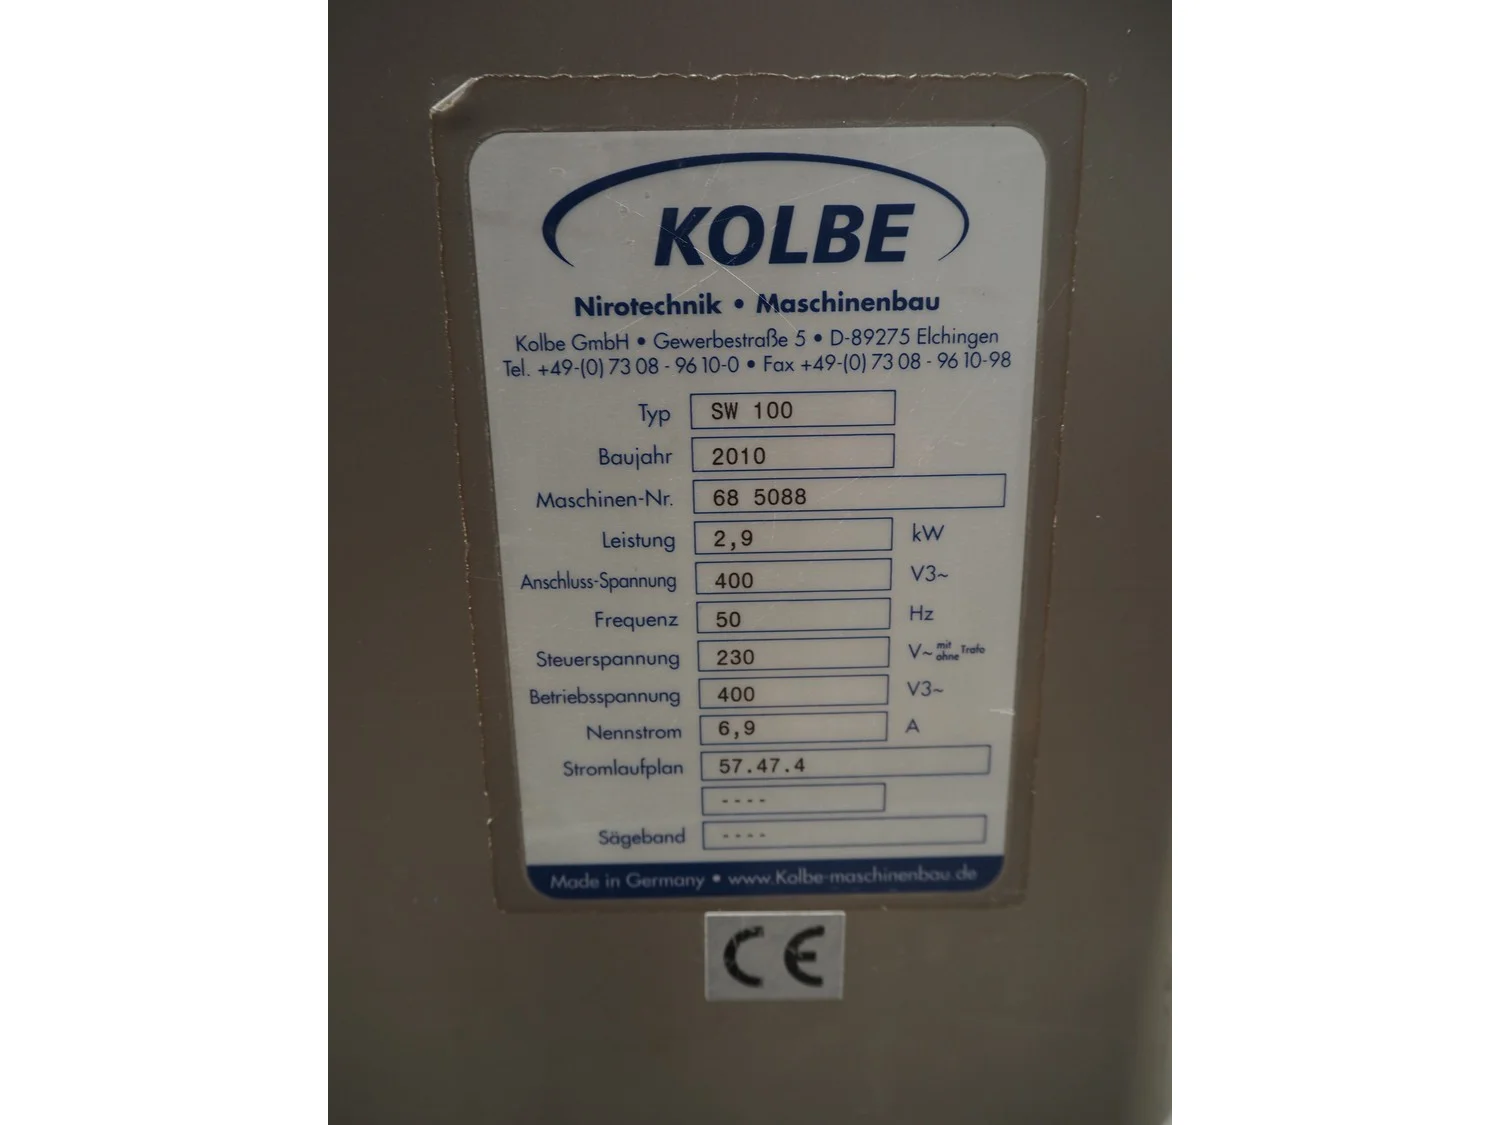 KOLBE
Nirotechnik • Maschinenbau
Kolbe GmbH • Gewerbestraße 5 • D-89275 Elchingen
Tel. +49-(0) 73 08 - 96 10-0 • Fax +49-(0) 73 08 - 96 10-98
Typ SW 100
Baujahr 2010
Maschinen-Nr. 68 5088
Leistung 2,9 kW
Anschluss-Spannung 400 V3~
Frequenz 50 Hz
Steuerspannung 230 V~ mit ohne Trafo
Betriebsspannung 400 V3~
Nennstrom 6,9 A
Stromlaufplan 57.47.4
----
Sägeband ----
Made in Germany • www.Kolbe-maschinenbau.de
CE